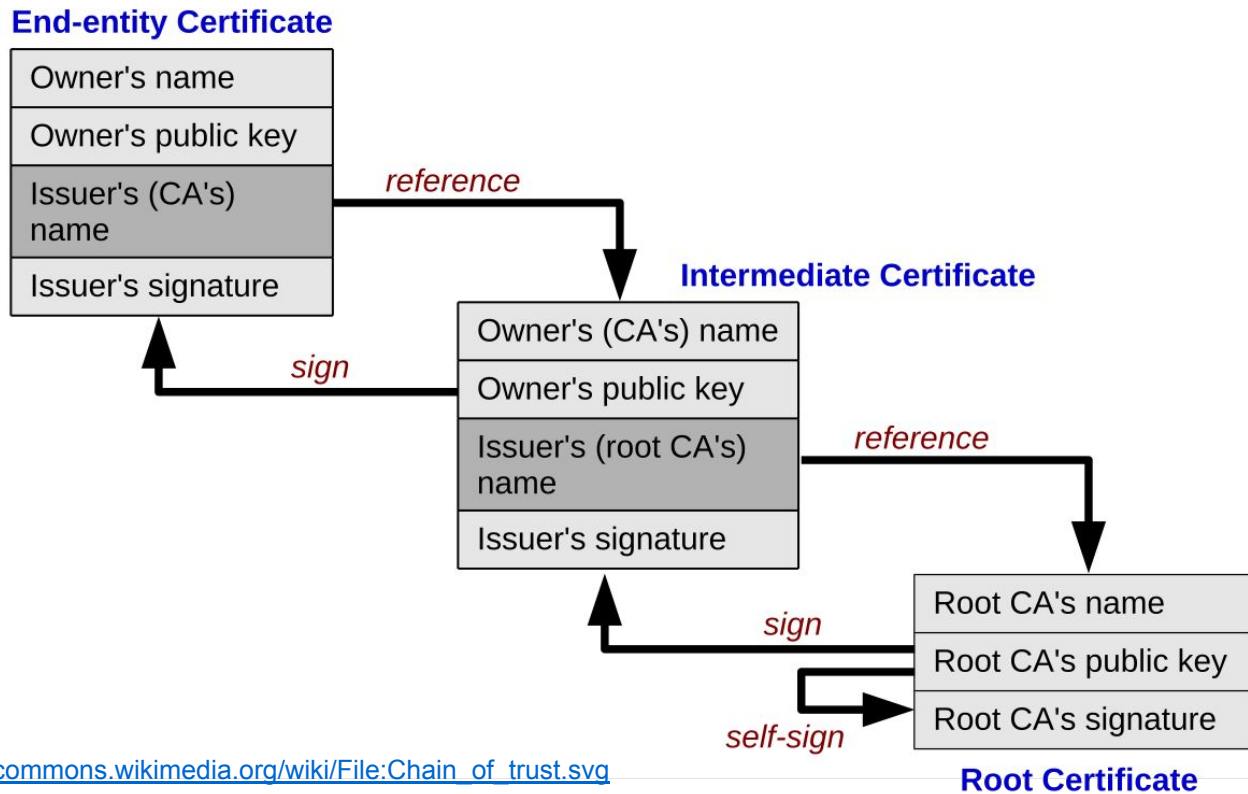 End-entity Certificate
Owner's name
Owner's public key
Issuer's (CA's)
name
Issuer's signature
reference
sign
Intermediate Certificate
Owner's (CA's) name
Owner's public key
Issuer's (root CA's)
name
Issuer's signature
reference
sign
self-sign
Root CA's name
Root CA's public key
Root CA's signature
Root Certificate
commons.wikimedia.org/wiki/File:Chain_of_trust.svg